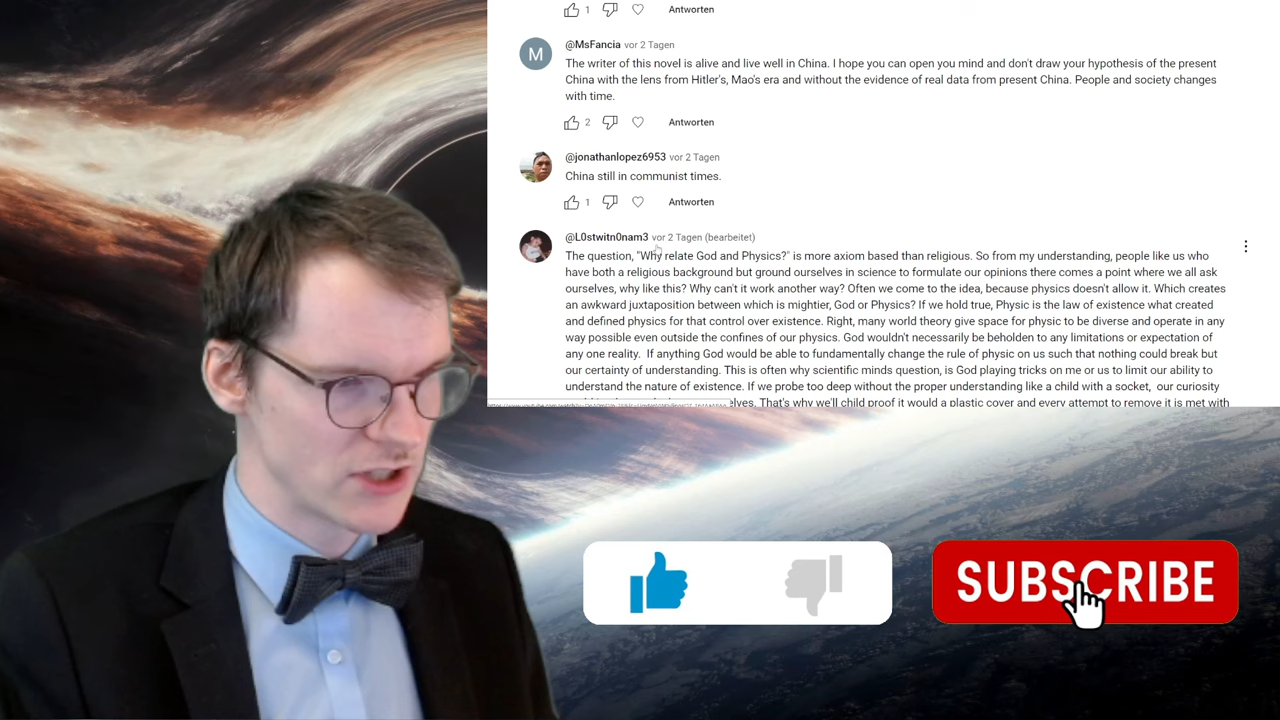 1 Antworten
M
@MsFancia vor 2 Tagen
The writer of this novel is alive and live well in China. I hope you can open you mind and don't draw your hypothesis of the present
China with the lens from Hitler's, Mao's era and without the evidence of real data from present China. People and society changes
with time.
2 Antworten
@jonathanlopez6953 vor 2 Tagen
China still in communist times.
1 Antworten
@L0stwitn0nam3 vor 2 Tagen (bearbeitet)
The question, "Why relate God and Physics?" is more axiom based than religious. So from my understanding, people like us who
have both a religious background but ground ourselves in science to formulate our opinions there comes a point where we all ask
ourselves, why like this? Why can't it work another way? Often we come to the idea, because physics doesn't allow it. Which creates
an awkward juxtaposition between which is mightier, God or Physics? If we hold true, Physic is the law of existence what created
and defined physics for that control over existence. Right, many world theory give space for physic to be diverse and operate in any
way possible even outside the confines of our physics. God wouldn't necessarily be beholden to any limitations or expectation of
any one reality. If anything God would be able to fundamentally change the rule of physic on us such that nothing could break but
our certainty of understanding. This is often why scientific minds question, is God playing tricks on me or us to limit our ability to
understand the nature of existence. If we probe too deep without the proper understanding like a child with a socket, our curiosity
elves. That's why we'll child proof it would a plastic cover and every attempt to remove it is met with
SUBSCRIBE